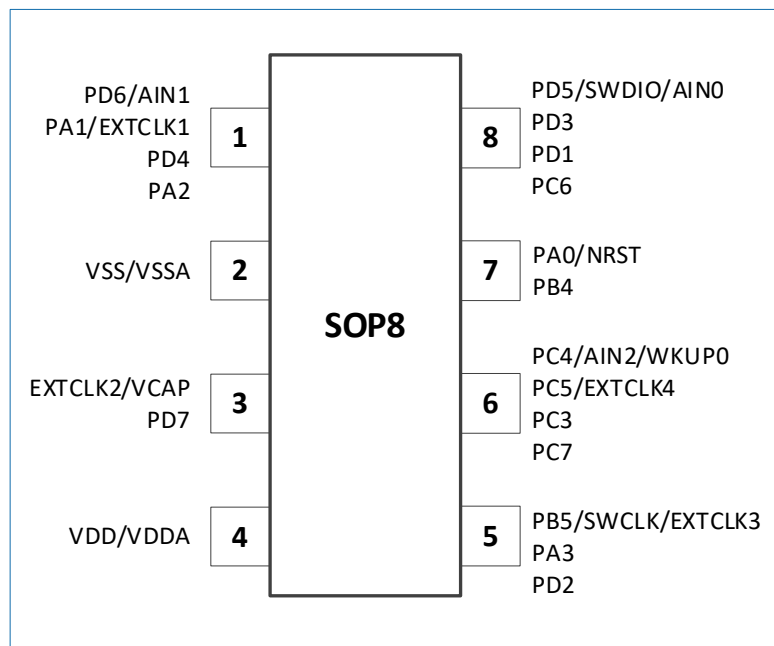 PD6/AIN1
PA1/EXTCLK1
PD4
PA2
1
VSS/VSSA
2
EXTCLK2/VCAP
PD7
3
VDD/VDDA
4
SOP8
8
PD5/SWDIO/AIN0
PD3
PD1
PC6
7
PA0/NRST
PB4
6
PC4/AIN2/WKUP0
PC5/EXTCLK4
PC3
PC7
5
PB5/SWCLK/EXTCLK3
PA3
PD2